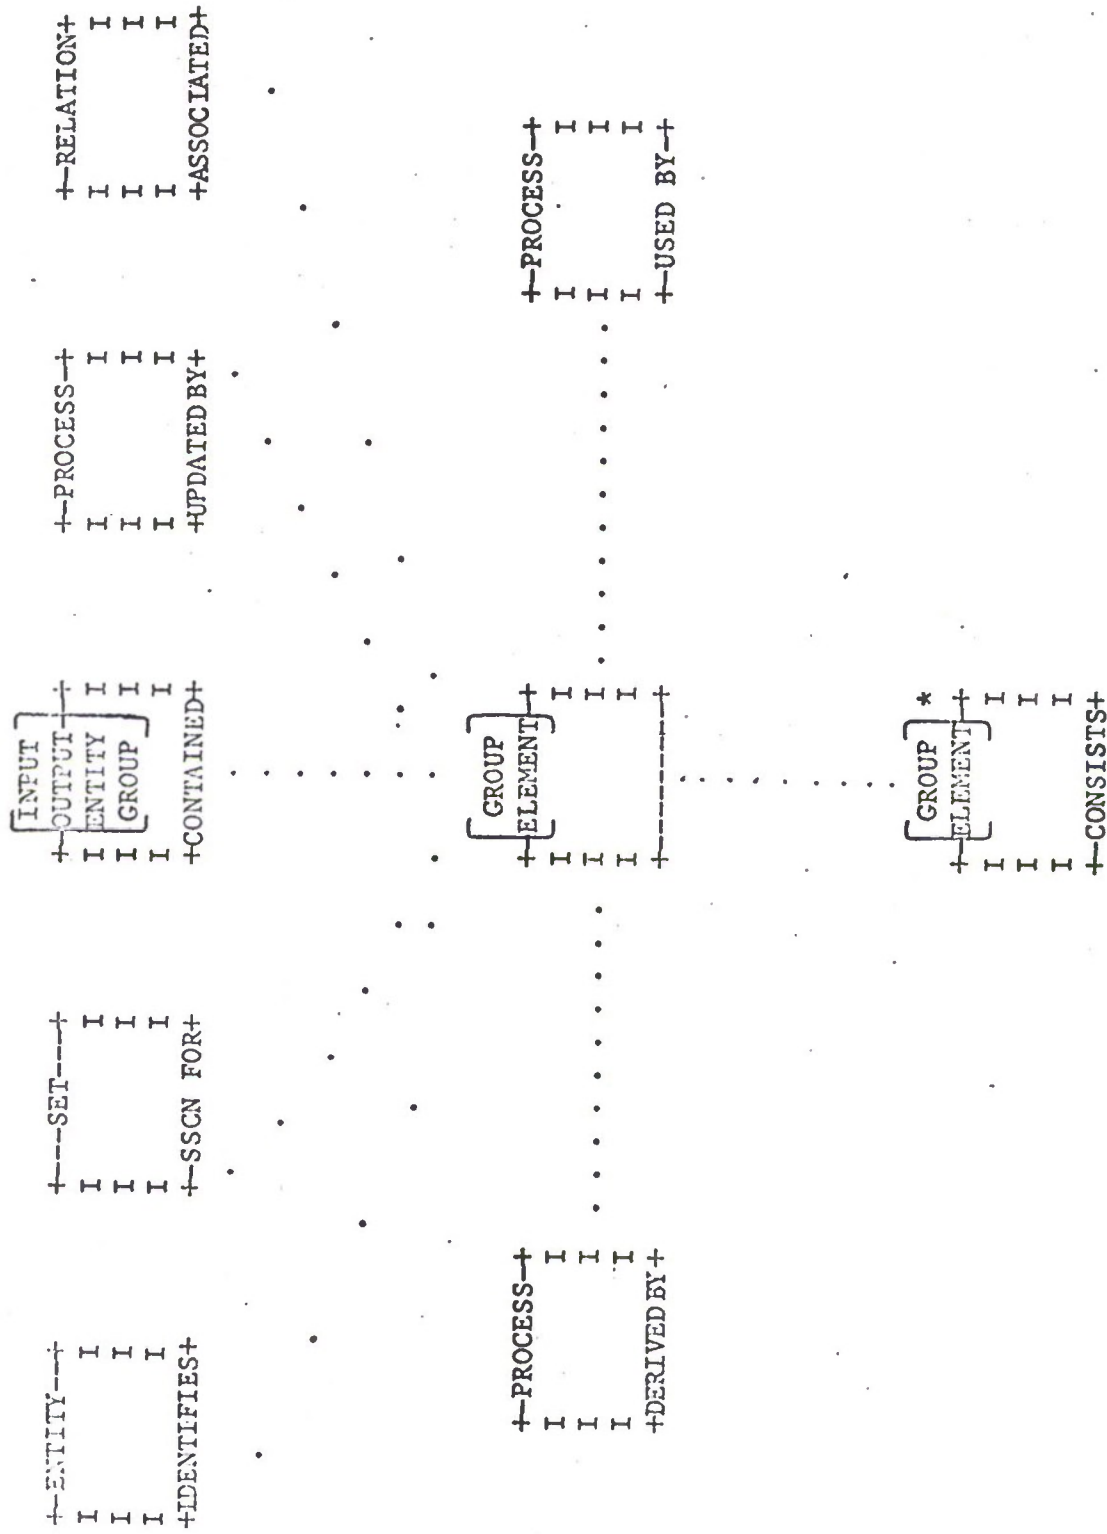 INPUT
+-ENTITY---+ +---SET----+ +-OUTPUT-+ +-PROCESS-+ +-RELATION+
I I I I ENTITY I I I I I
I I I I GROUP I I I I I
I I I I I I I I I I
+IDENTIFIES+ +-SSCN FOR+ +CONTAINED+ +UPDATED BY+ +ASSOCIATED+
GROUP
+-PROCESS-+ +ELEMENT+ +-PROCESS-+
I I I I I I
I I I I I I
I I I I I I
+DERIVED BY+ +--------+ +-USED BY-+
GROUP *
+-ELEMENT-+
I I
I I
I I
+-CONSISTS+